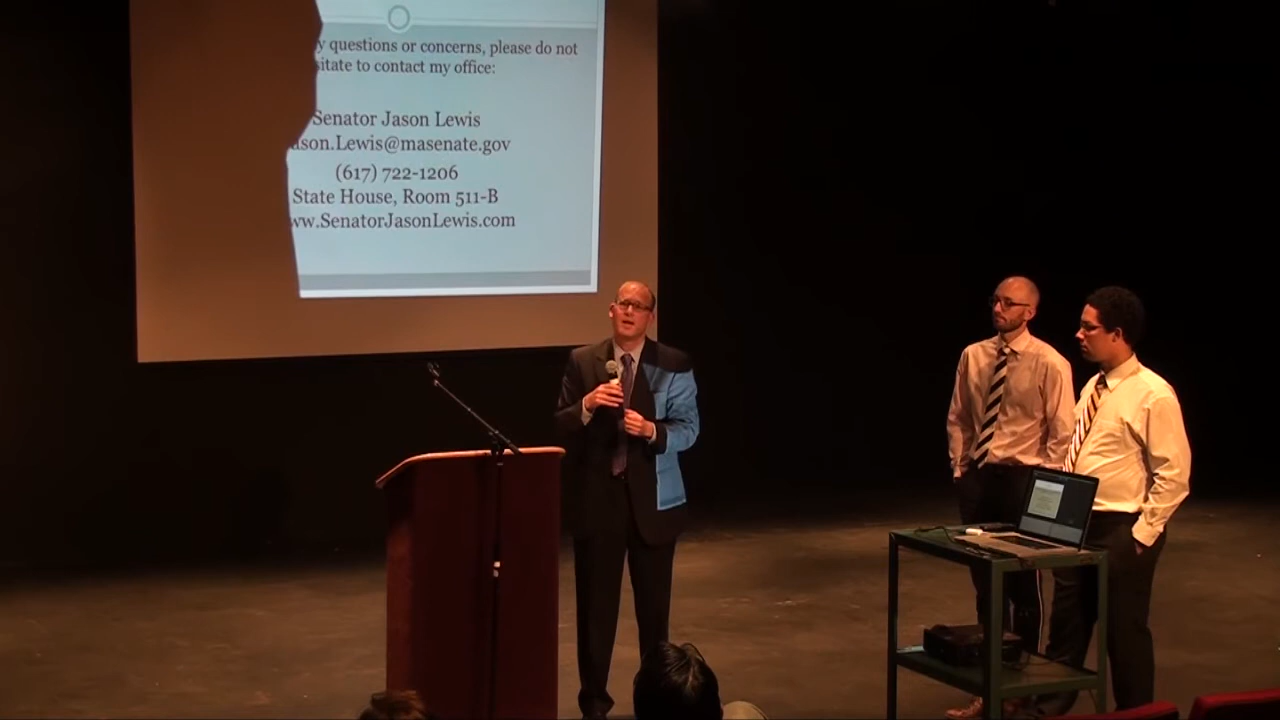 y questions or concerns, please do not
sitate to contact my office:
Senator Jason Lewis
ason.Lewis@masenate.gov
(617) 722-1206
State House, Room 511-B
ww.SenatorJasonLewis.com